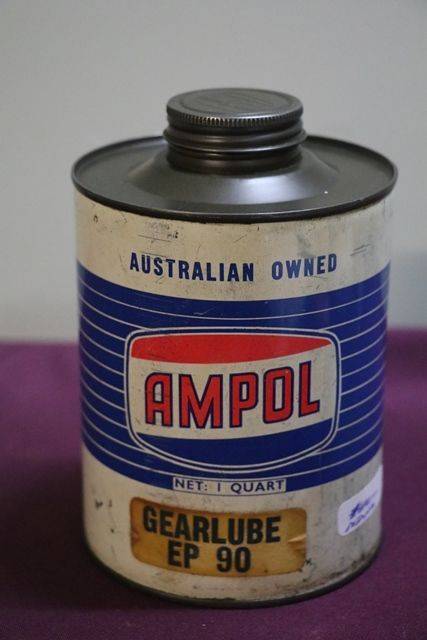 AUSTRALIAN OWNED
AMPOL
NET: 1 QUART
GEARLUBE
EP 90